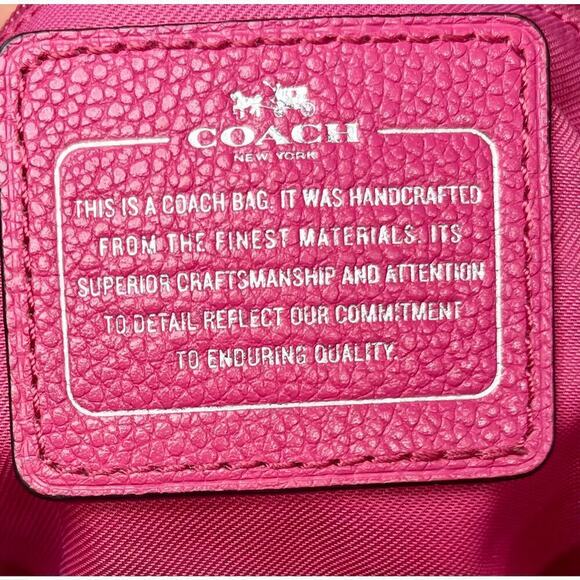 COACH
NEW YORK
THIS IS A COACH BAG. IT WAS HANDCRAFTED
FROM THE FINEST MATERIALS. ITS
SUPERIOR CRAFTSMANSHIP AND ATTENTION
TO DETAIL REFLECT OUR COMMITMENT
TO ENDURING QUALITY.